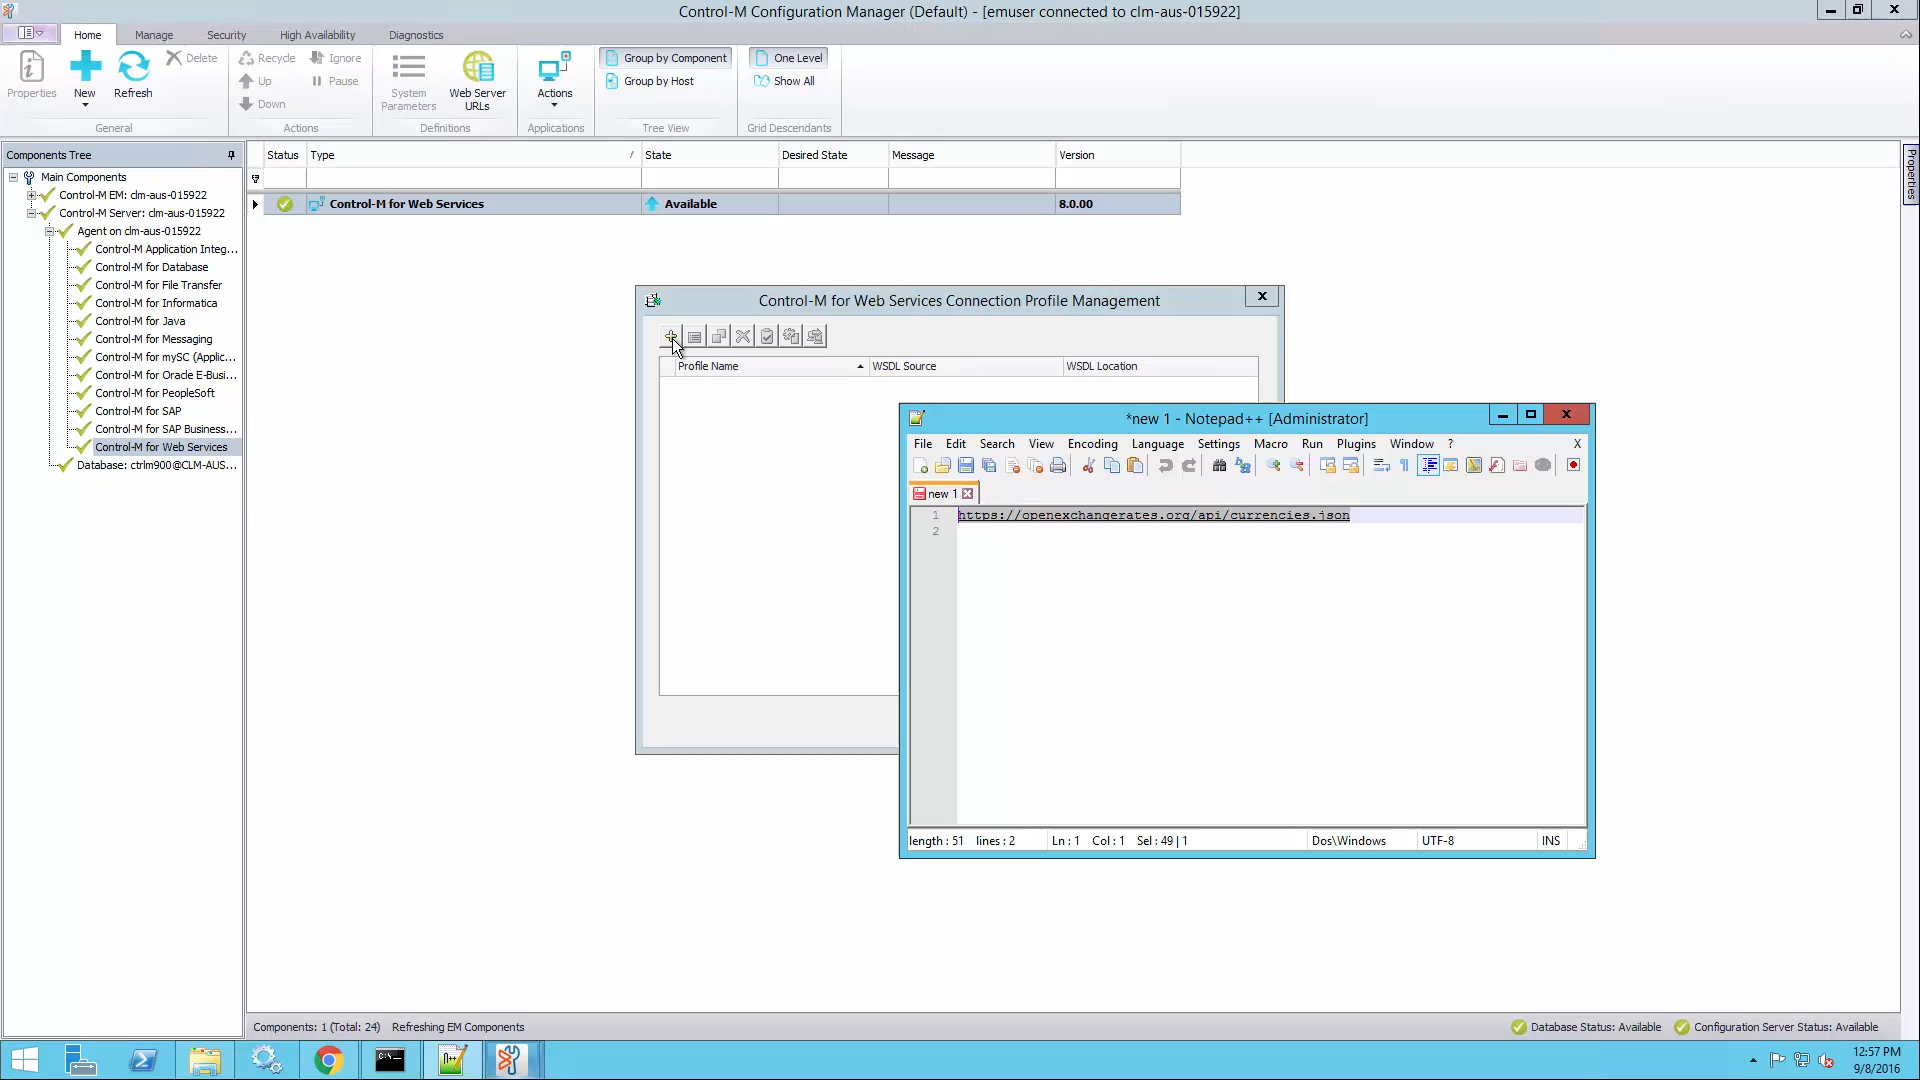 Control-M Configuration Manager (Default) - [emuser connected to clm-aus-015922]
Home Manage Security High Availability Diagnostics
Properties
New
Refresh
Delete
General
Recycle
Up
Down
Ignore
Pause
Actions
System Parameters
Web Server URLs
Definitions
Actions
Applications
Group by Component
Group by Host
Tree View
One Level
Show All
Grid Descendants
Components Tree
Main Components
Control-M EM: clm-aus-015922
Control-M Server: clm-aus-015922
Agent on clm-aus-015922
Control-M Application Integ...
Control-M for Database
Control-M for File Transfer
Control-M for Informatica
Control-M for Java
Control-M for Messaging
Control-M for mySC (Applic...
Control-M for Oracle E-Busi...
Control-M for PeopleSoft
Control-M for SAP
Control-M for SAP Business...
Control-M for Web Services
Database: ctrlm900@CLM-AUS...
Status Type State Desired State Message Version
Control-M for Web Services Available 8.0.00
Properties
Control-M for Web Services Connection Profile Management
Profile Name WSDL Source WSDL Location
*new 1 - Notepad++ [Administrator]
File Edit Search View Encoding Language Settings Macro Run Plugins Window ? X
new 1
1 https://openexchangerates.org/api/currencies.json
2
length : 51 lines : 2 Ln : 1 Col : 1 Sel : 49 | 1 Dos\Windows UTF-8 INS
Components: 1 (Total: 24) Refreshing EM Components
Database Status: Available Configuration Server Status: Available
12:57 PM
9/8/2016